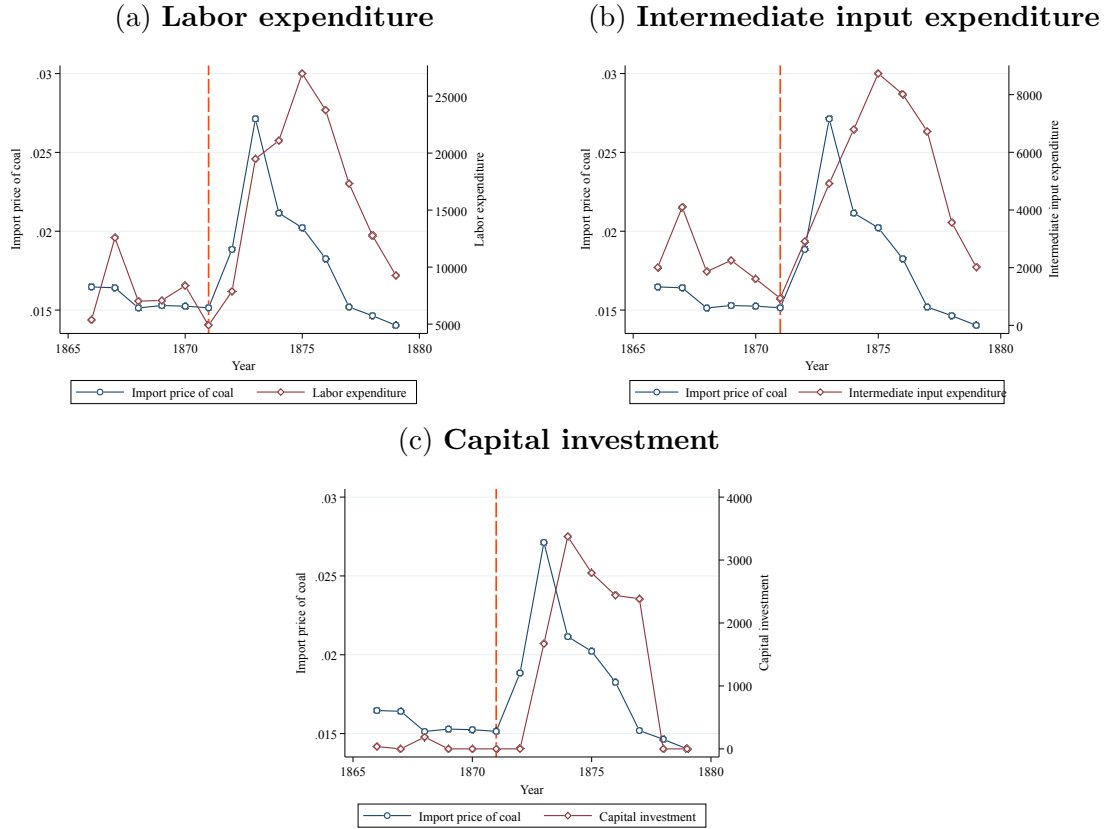 (a) Labor expenditure
.03
.025
.02
.015
Import price of coal
25000
20000
15000
10000
5000
Labor expenditure
1865 1870 1875 1880
Year
Import price of coal Labor expenditure
(b) Intermediate input expenditure
.03
.025
.02
.015
Import price of coal
8000
6000
4000
2000
0
Intermediate input expenditure
1865 1870 1875 1880
Year
Import price of coal Intermediate input expenditure
(c) Capital investment
.03
.025
.02
.015
Import price of coal
4000
3000
2000
1000
0
Capital investment
1865 1870 1875 1880
Year
Import price of coal Capital investment